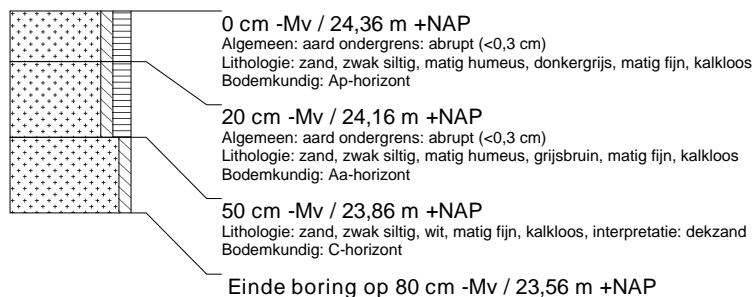 0 cm -Mv / 24,36 m +NAP
Algemeen: aard ondergrens: abrupt (<0,3 cm)
Lithologie: zand, zwak siltig, matig humeus, donkergrijs, matig fijn, kalkloos
Bodemkundig: Ap-horizont
20 cm -Mv / 24,16 m +NAP
Algemeen: aard ondergrens: abrupt (<0,3 cm)
Lithologie: zand, zwak siltig, matig humeus, grijsbruin, matig fijn, kalkloos
Bodemkundig: Aa-horizont
50 cm -Mv / 23,86 m +NAP
Lithologie: zand, zwak siltig, wit, matig fijn, kalkloos, interpretatie: dekzand
Bodemkundig: C-horizont
Einde boring op 80 cm -Mv / 23,56 m +NAP